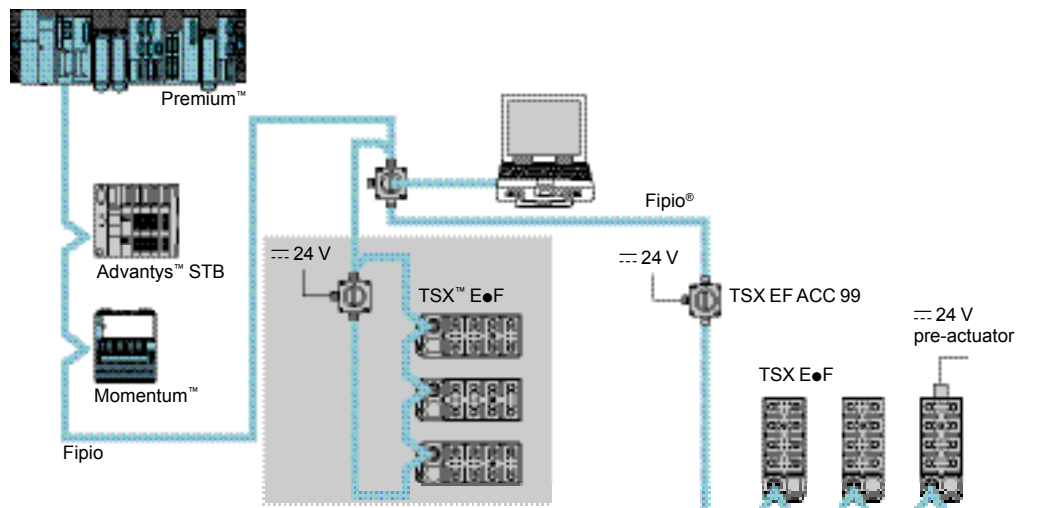 Premium™
Fipio®
⎓ 24 V
⎓ 24 V
Advantys™ STB
TSX™ E●F
TSX EF ACC 99
⎓ 24 V
pre-actuator
TSX E●F
Momentum™
Fipio